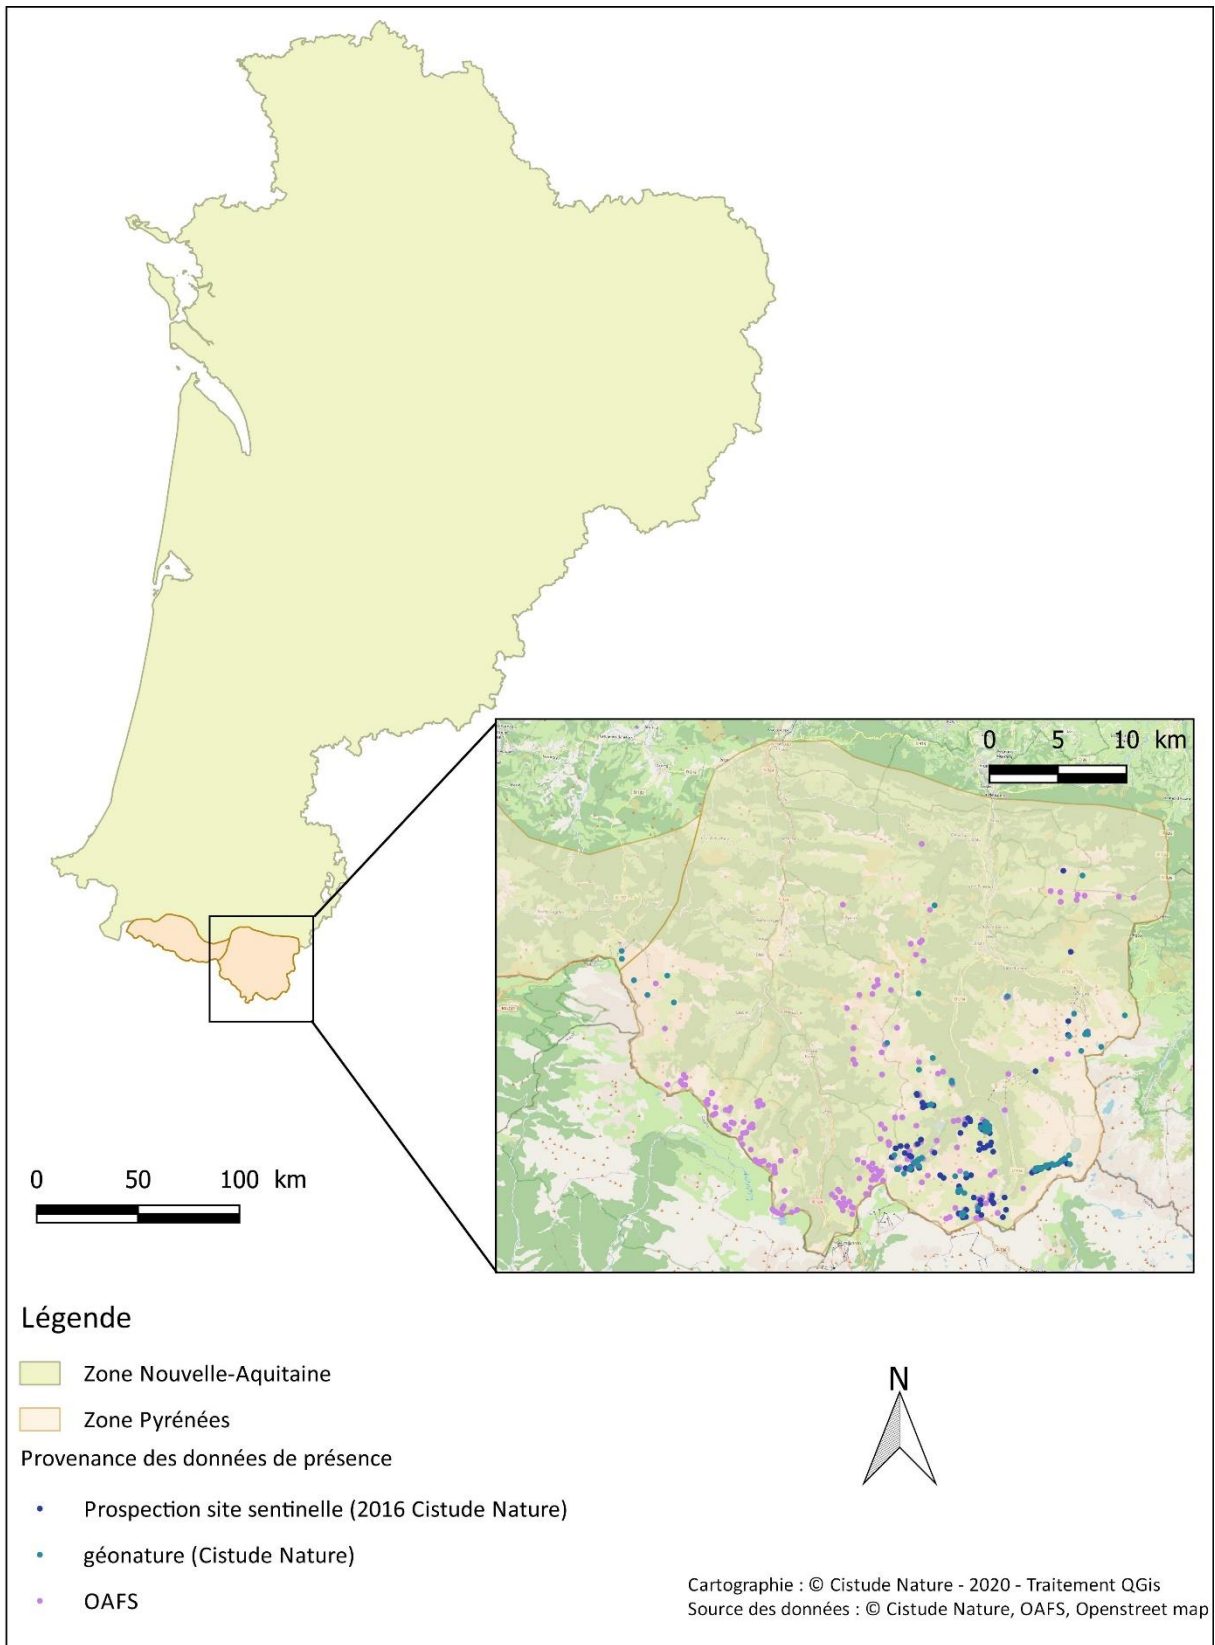 0 5 10 km
0 50 100 km
Légende
Zone Nouvelle-Aquitaine
Zone Pyrénées
Provenance des données de présence
Prospection site sentinelle (2016 Cistude Nature)
géonature (Cistude Nature)
OAFS
N
Cartographie : © Cistude Nature - 2020 - Traitement QGis
Source des données : © Cistude Nature, OAFS, Openstreet map